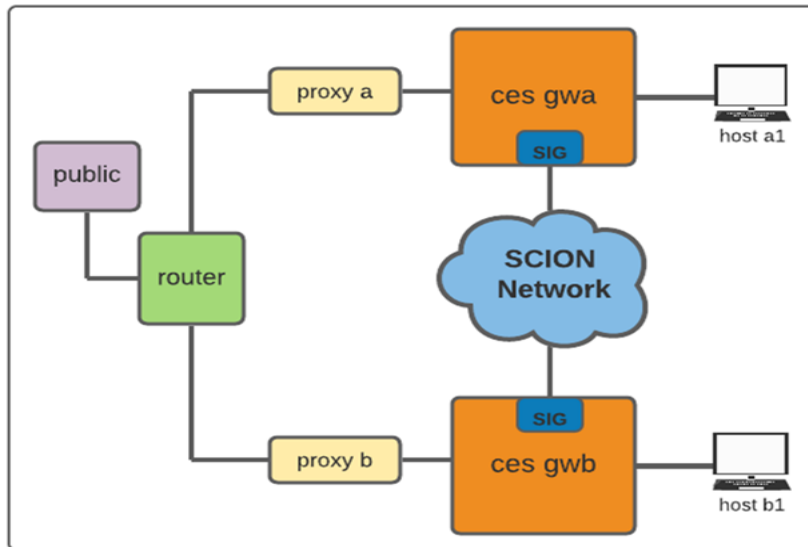 proxy a
ces gwa
SIG
host a1
public
router
SCION
Network
proxy b
SIG
ces gwb
host b1